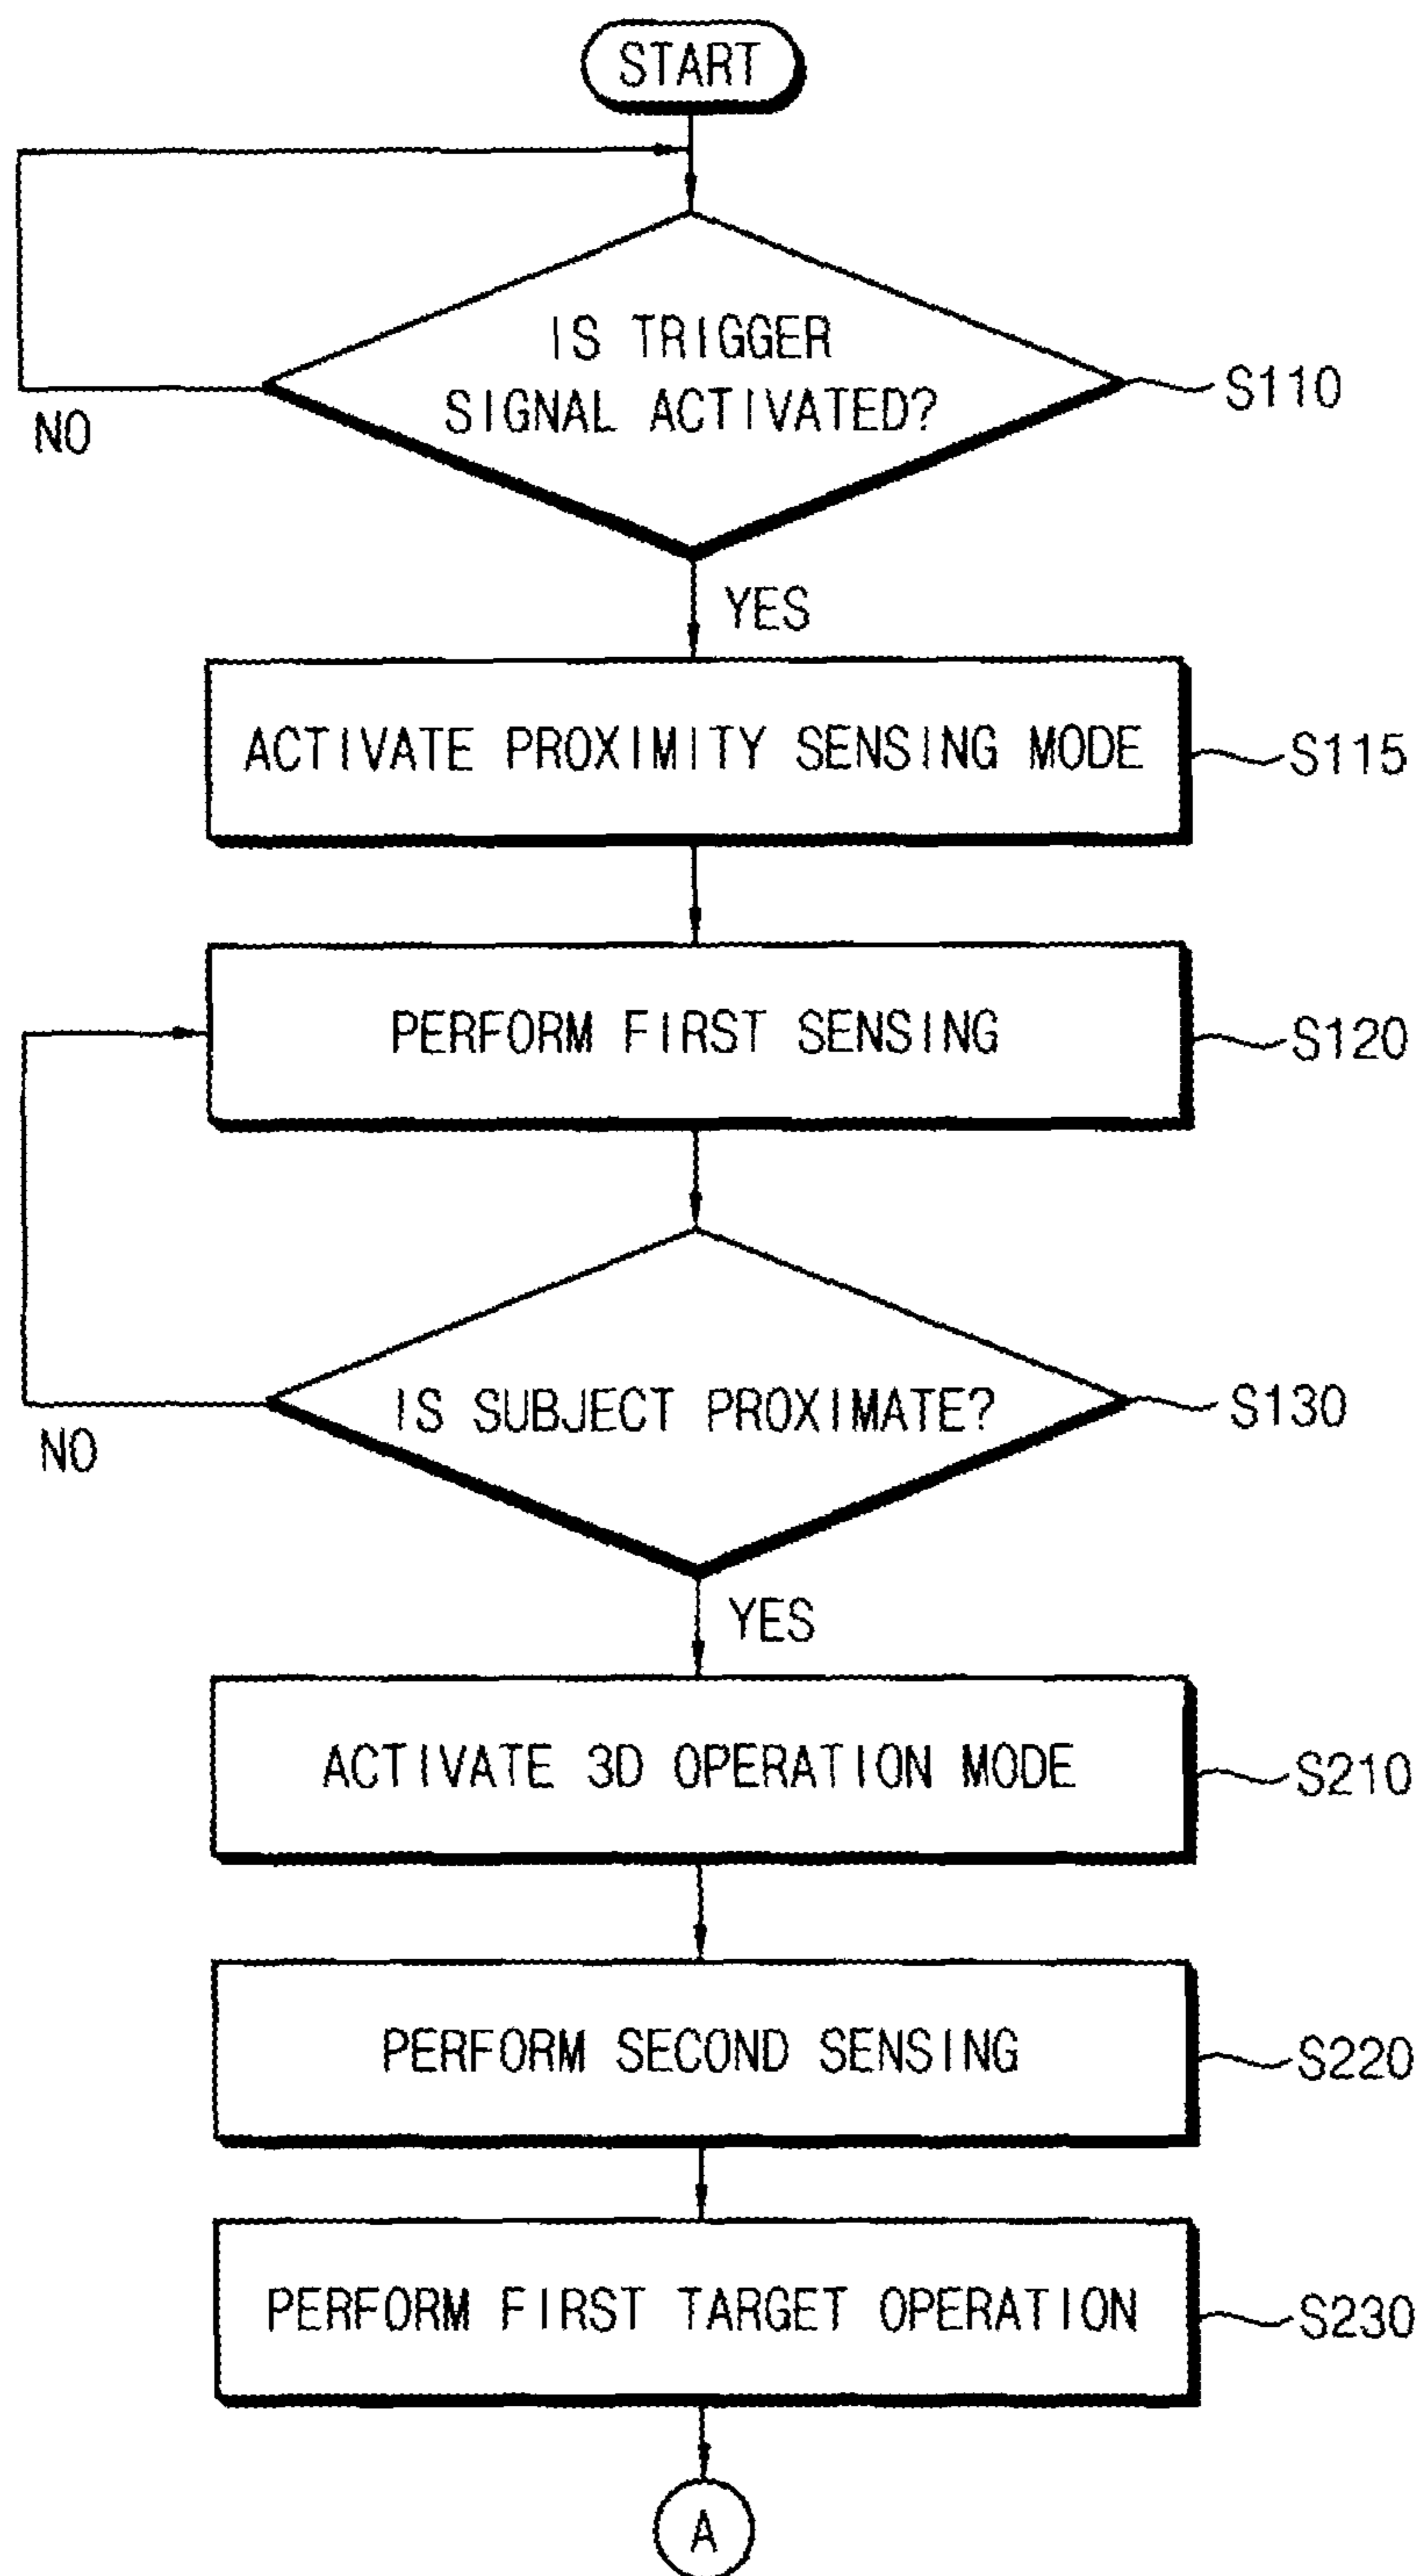 START
IS TRIGGER
SIGNAL ACTIVATED?
S110
NO
YES
ACTIVATE PROXIMITY SENSING MODE
S115
PERFORM FIRST SENSING
S120
IS SUBJECT PROXIMATE?
S130
NO
YES
ACTIVATE 3D OPERATION MODE
S210
PERFORM SECOND SENSING
S220
PERFORM FIRST TARGET OPERATION
S230
A